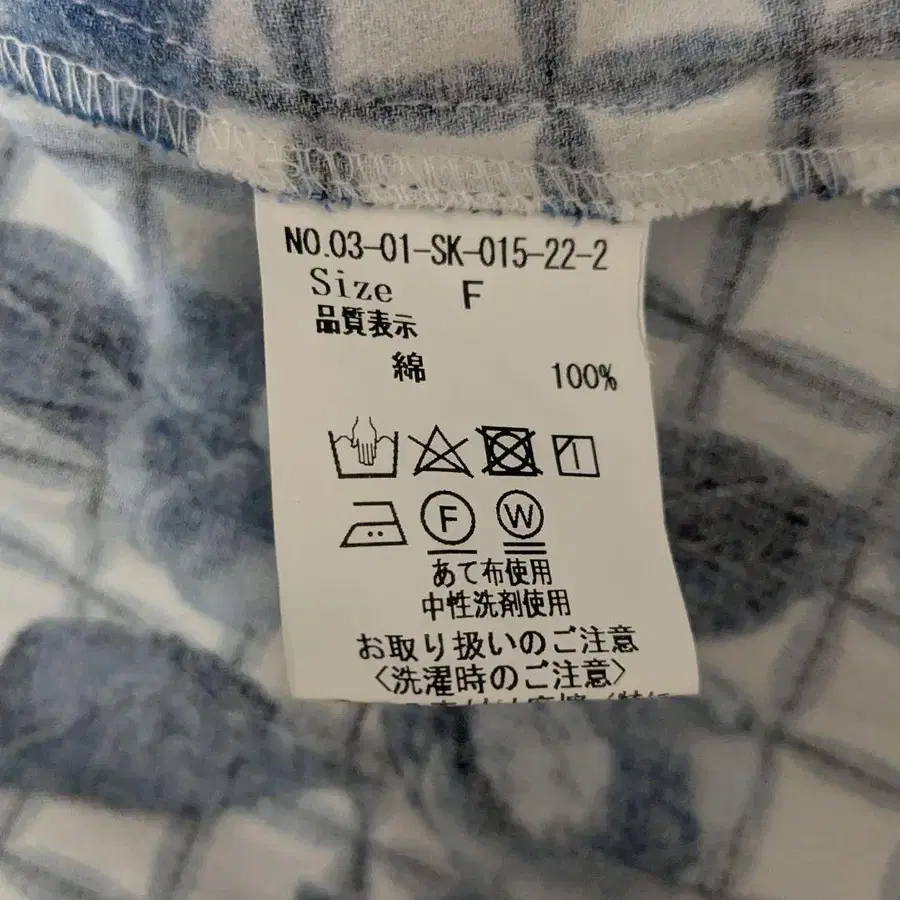 NO.03-01-SK-015-22-2
Size F
品質表示
綿 100%
F W
あて布使用
中性洗剤使用
お取り扱いのご注意
〈洗濯時のご注意〉